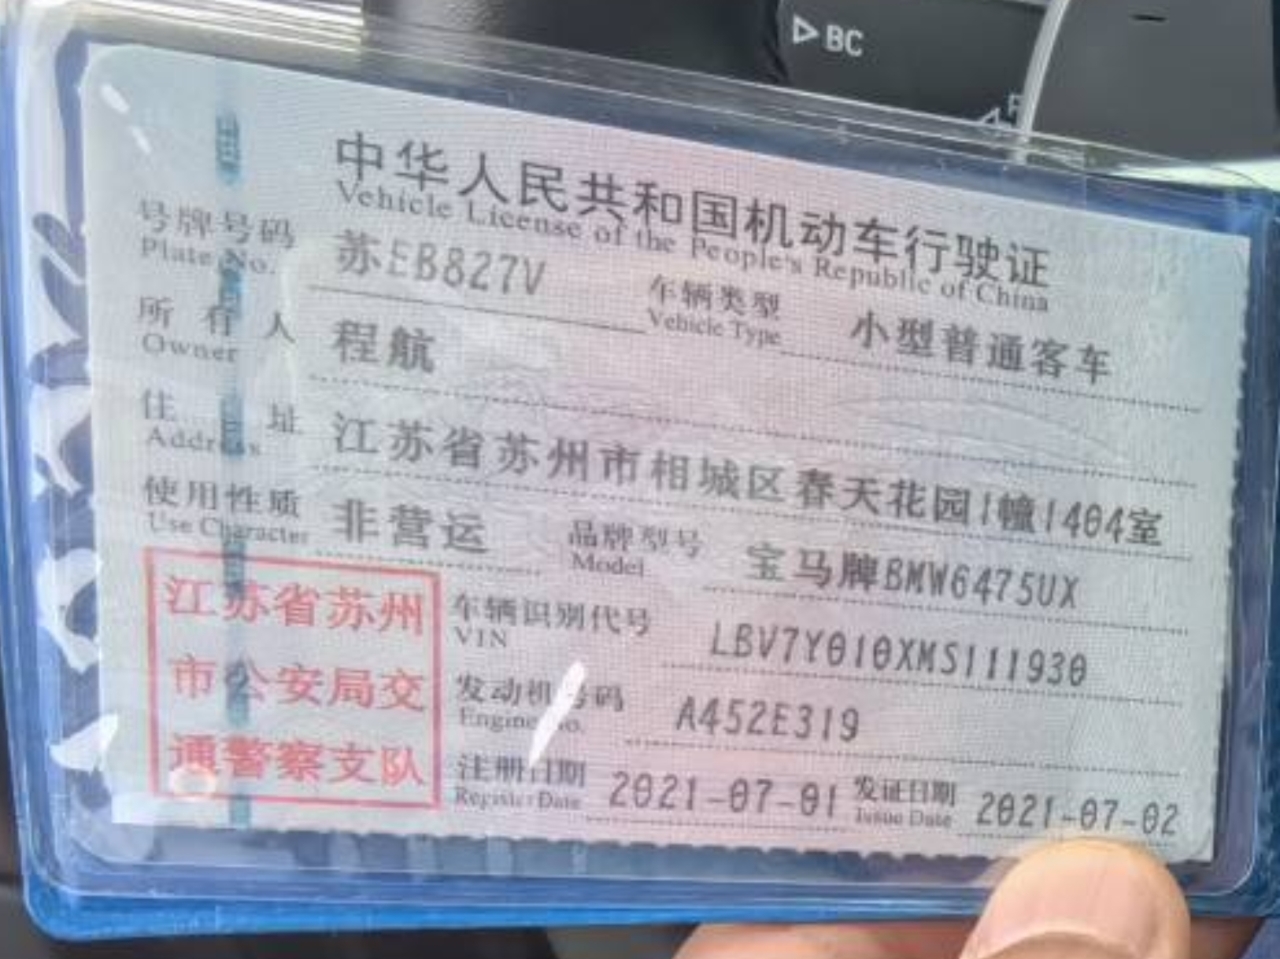 ▷BC
中华人民共和国机动车行驶证
Vehicle License of the People's Republic of China
号牌号码 苏EB827V 车辆类型 小型普通客车
Plate No. Vehicle Type
所有人 程航
Owner
住址 江苏省苏州市相城区春天花园1幢1404室
Address
使用性质 非营运 品牌型号 宝马牌BMW6475UX
Use Character Model
江苏省苏州
市公安局交
通警察支队
车辆识别代号 LBV7Y010XMS111930
VIN
发动机号码 A452E319
Engine No.
注册日期 2021-07-01 发证日期 2021-07-02
Register Date Issue Date